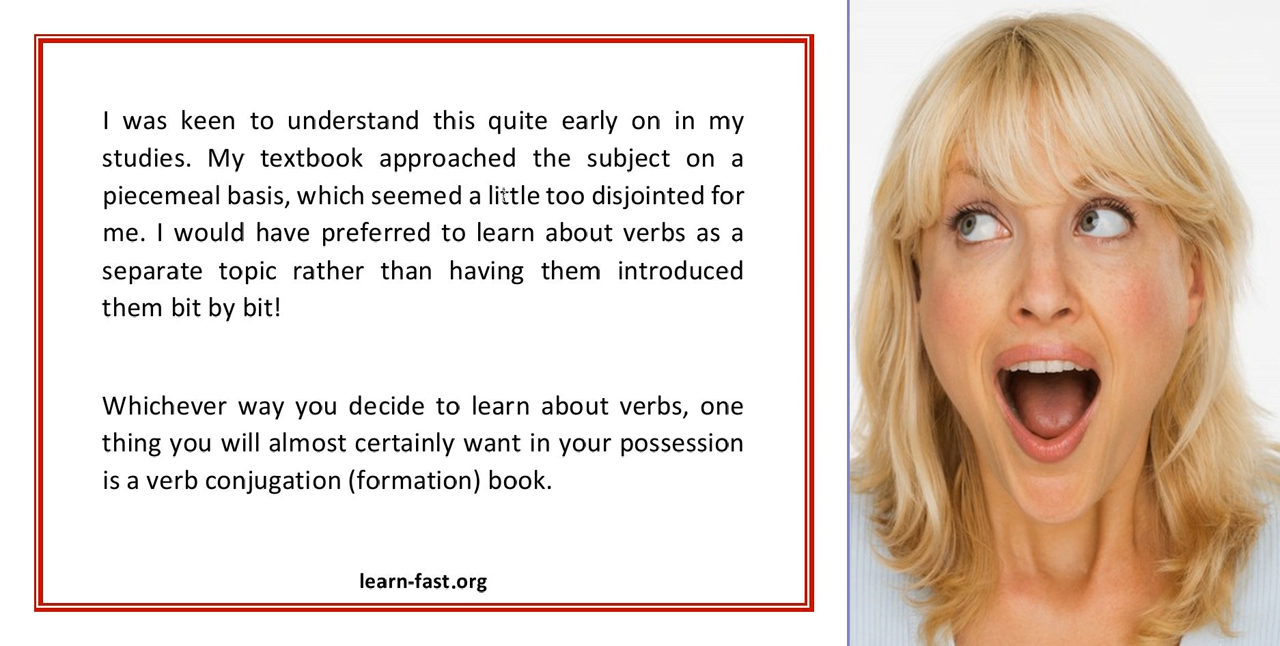 I was keen to understand this quite early on in my
studies. My textbook approached the subject on a
piecemeal basis, which seemed a little too disjointed for
me. I would have preferred to learn about verbs as a
separate topic rather than having them introduced
them bit by bit!
Whichever way you decide to learn about verbs, one
thing you will almost certainly want in your possession
is a verb conjugation (formation) book.
learn-fast.org